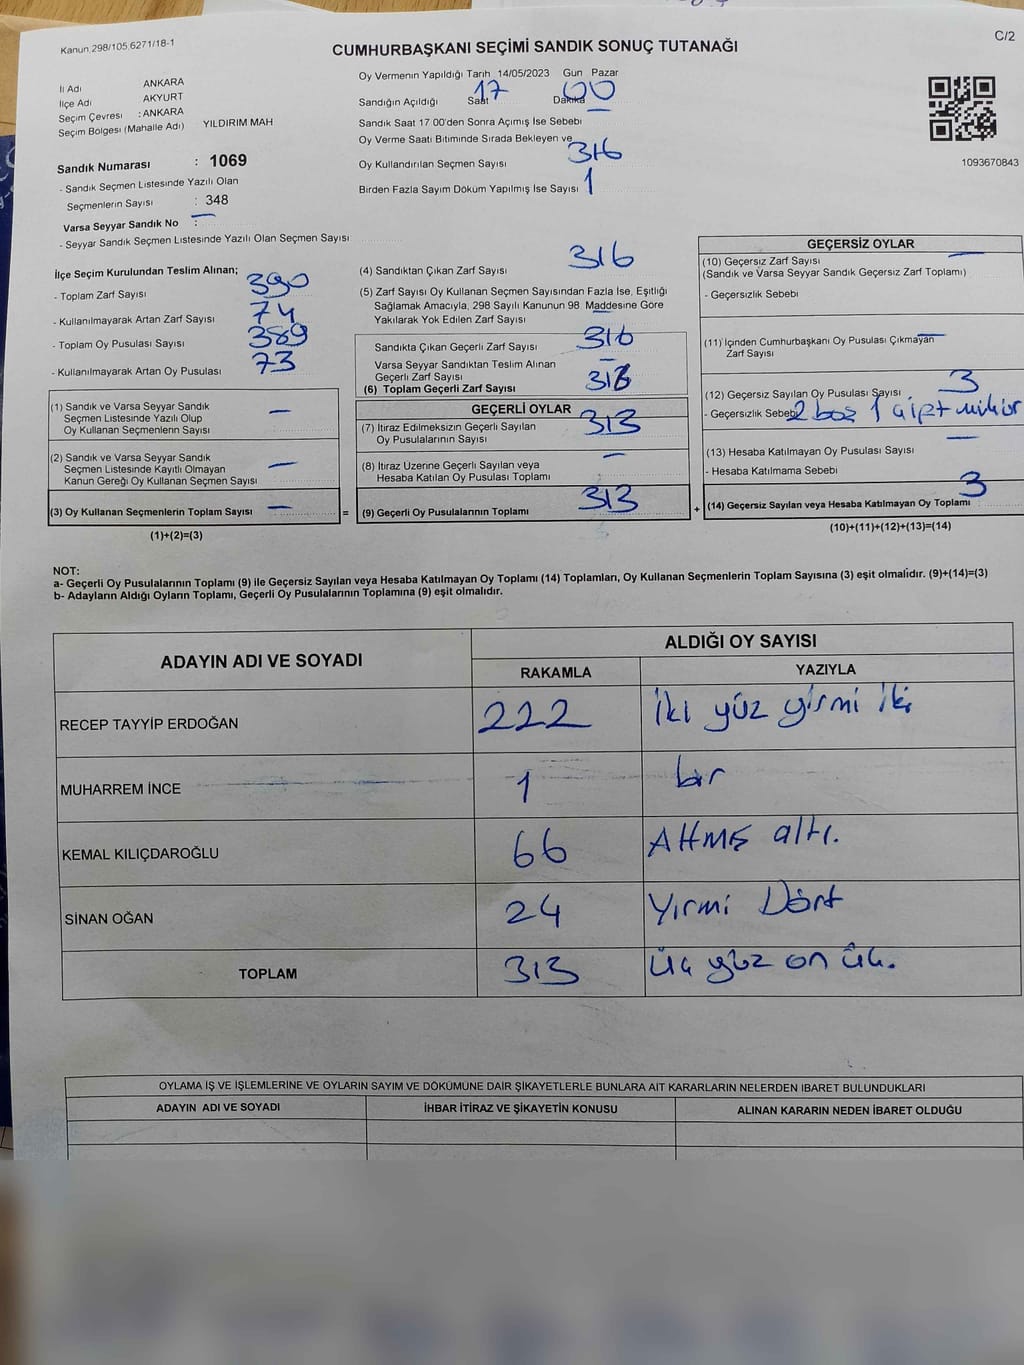 Kanun, 298/105,6271/18-1
CUMHURBAŞKANI SEÇİMİ SANDIK SONUÇ TUTANAĞI
C/2
İl Adı ANKARA
İlçe Adı AKYURT
Seçim Çevresi : ANKARA
Seçim Bölgesi (Mahalle Adı) YILDIRIM MAH
Sandık Numarası : 1069
- Sandık Seçmen Listesinde Yazılı Olan
Seçmenlerin Sayısı : 348
Varsa Seyyar Sandık No : —
- Seyyar Sandık Seçmen Listesinde Yazılı Olan Seçmen Sayısı
Oy Vermenin Yapıldığı Tarih 14/05/2023 Gün Pazar
Sandığın Açıldığı Saat 17 Dakika 00
Sandık Saat 17 00'den Sonra Açımış İse Sebebi —
Oy Verme Saati Bitiminde Sırada Bekleyen ve
Oy Kullandırılan Seçmen Sayısı 316
Birden Fazla Sayım Döküm Yapılmış İse Sayısı 1
1093670843
İlçe Seçim Kurulundan Teslim Alınan;
- Toplam Zarf Sayısı 390
- Kullanılmayarak Artan Zarf Sayısı 74
- Toplam Oy Pusulası Sayısı 389
- Kullanılmayarak Artan Oy Pusulası 73
(1) Sandık ve Varsa Seyyar Sandık
Seçmen Listesinde Yazılı Olup
Oy Kullanan Seçmenlerin Sayısı —
(2) Sandık ve Varsa Seyyar Sandık
Seçmen Listesinde Kayıtlı Olmayan
Kanun Gereği Oy Kullanan Seçmen Sayısı —
(3) Oy Kullanan Seçmenlerin Toplam Sayısı — =
(1)+(2)=(3)
(4) Sandıktan Çıkan Zarf Sayısı 316
(5) Zarf Sayısı Oy Kullanan Seçmen Sayısından Fazla İse, Eşitliği
Sağlamak Amacıyla, 298 Sayılı Kanunun 98 Maddesine Göre
Yakılarak Yok Edilen Zarf Sayısı —
Sandıkta Çıkan Geçerli Zarf Sayısı 316
Varsa Seyyar Sandıktan Teslim Alınan
Geçerli Zarf Sayısı —
(6) Toplam Geçerli Zarf Sayısı 316
GEÇERLİ OYLAR
(7) İtiraz Edilmeksizin Geçerli Sayılan
Oy Pusulalarının Sayısı 313
(8) İtiraz Üzerine Geçerli Sayılan veya
Hesaba Katılan Oy Pusulası Toplamı —
(9) Geçerli Oy Pusulalarının Toplamı 313 +
GEÇERSİZ OYLAR
(10) Geçersiz Zarf Sayısı —
(Sandık ve Varsa Seyyar Sandık Geçersiz Zarf Toplamı)
- Geçersizlik Sebebi
(11) İçinden Cumhurbaşkanı Oy Pusulası Çıkmayan —
Zarf Sayısı
(12) Geçersiz Sayılan Oy Pusulası Sayısı 3
- Geçersizlik Sebebi 2 boş 1
(13) Hesaba Katılmayan Oy Pusulası Sayısı —
- Hesaba Katılmama Sebebi
(14) Geçersiz Sayılan veya Hesaba Katılmayan Oy Toplamı 3
(10)+(11)+(12)+(13)=(14)
NOT:
a- Geçerli Oy Pusulalarının Toplamı (9) ile Geçersiz Sayılan veya Hesaba Katılmayan Oy Toplamı (14) Toplamları, Oy Kullanan Seçmenlerin Toplam Sayısına (3) eşit olmalıdır. (9)+(14)=(3)
b- Adayların Aldığı Oyların Toplamı, Geçerli Oy Pusulalarının Toplamına (9) eşit olmalıdır.
ADAYIN ADI VE SOYADI ALDIĞI OY SAYISI
RAKAMLA YAZIYLA
RECEP TAYYİP ERDOĞAN 222 İki yüz yirmi iki
MUHARREM İNCE 1 bir
KEMAL KILIÇDAROĞLU 66 Altmış altı.
SİNAN OĞAN 24 Yirmi Dört
TOPLAM 313 Üç yüz on üç.
OYLAMA İŞ VE İŞLEMLERİNE VE OYLARIN SAYIM VE DÖKÜMÜNE DAİR ŞİKAYETLERLE BUNLARA AİT KARARLARIN NELERDEN İBARET BULUNDUKLARI
ADAYIN ADI VE SOYADI İHBAR İTİRAZ VE ŞİKAYETİN KONUSU ALINAN KARARIN NEDEN İBARET OLDUĞU